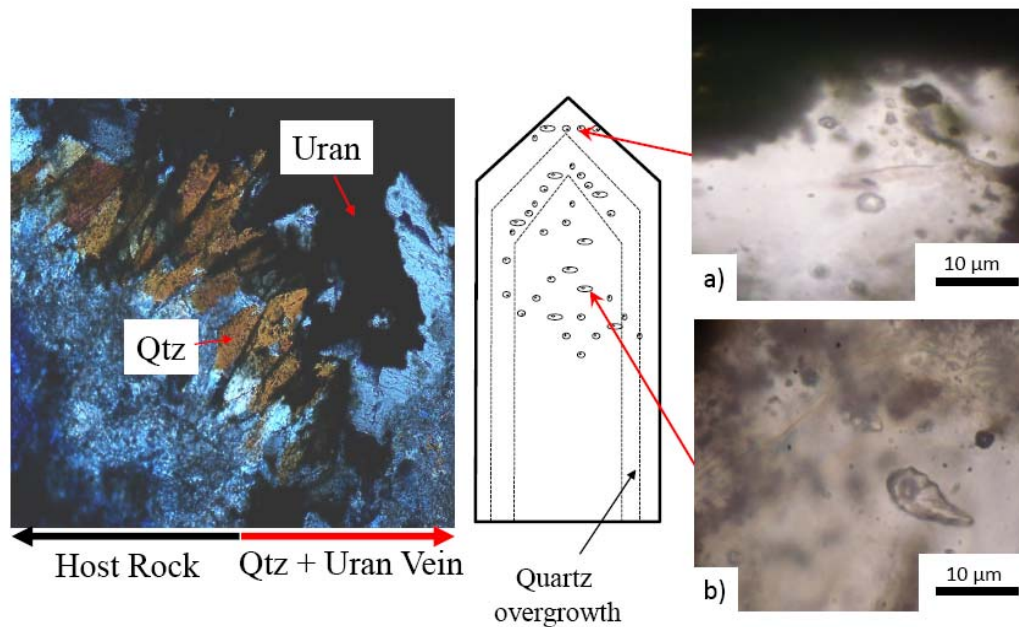 Uran
Qtz
Host Rock
Qtz + Uran Vein
Quartz
overgrowth
a)
10 µm
b)
10 µm